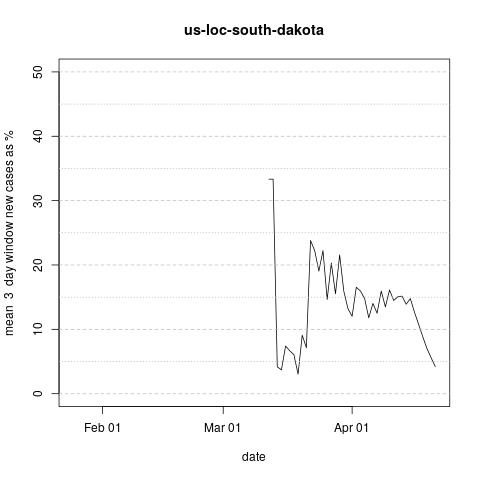 us-loc-south-dakota
mean 3 day window new cases as %
50
40
30
20
10
0
Feb 01
Mar 01
Apr 01
date